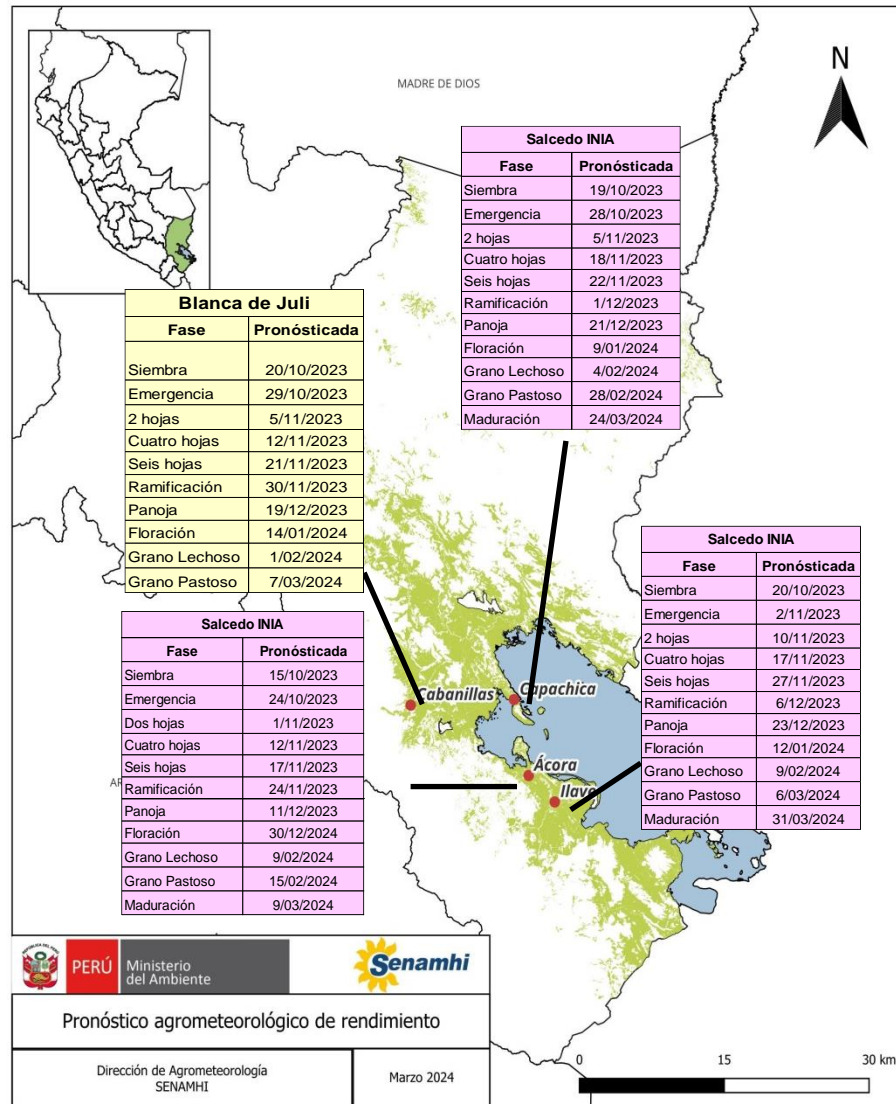 MADRE DE DIOS
N
Salcedo INIA
Fase Pronósticada
Siembra 19/10/2023
Emergencia 28/10/2023
2 hojas 5/11/2023
Cuatro hojas 18/11/2023
Seis hojas 22/11/2023
Ramificación 1/12/2023
Panoja 21/12/2023
Floración 9/01/2024
Grano Lechoso 4/02/2024
Grano Pastoso 28/02/2024
Maduración 24/03/2024
Blanca de Juli
Fase Pronósticada
Siembra 20/10/2023
Emergencia 29/10/2023
2 hojas 5/11/2023
Cuatro hojas 12/11/2023
Seis hojas 21/11/2023
Ramificación 30/11/2023
Panoja 19/12/2023
Floración 14/01/2024
Grano Lechoso 1/02/2024
Grano Pastoso 7/03/2024
Salcedo INIA
Fase Pronósticada
Siembra 20/10/2023
Emergencia 2/11/2023
2 hojas 10/11/2023
Cuatro hojas 17/11/2023
Seis hojas 27/11/2023
Ramificación 6/12/2023
Panoja 23/12/2023
Floración 12/01/2024
Grano Lechoso 9/02/2024
Grano Pastoso 6/03/2024
Maduración 31/03/2024
Salcedo INIA
Fase Pronósticada
Siembra 15/10/2023
Emergencia 24/10/2023
Dos hojas 1/11/2023
Cuatro hojas 12/11/2023
Seis hojas 17/11/2023
Ramificación 24/11/2023
Panoja 11/12/2023
Floración 30/12/2024
Grano Lechoso 9/02/2024
Grano Pastoso 15/02/2024
Maduración 9/03/2024
Cabanillas
Capachica
Ácora
Ilave
AR
PERÚ
Ministerio
del Ambiente
Senamhi
Pronóstico agrometeorológico de rendimiento
Dirección de Agrometeorología
SENAMHI
Marzo 2024
0 15 30 km